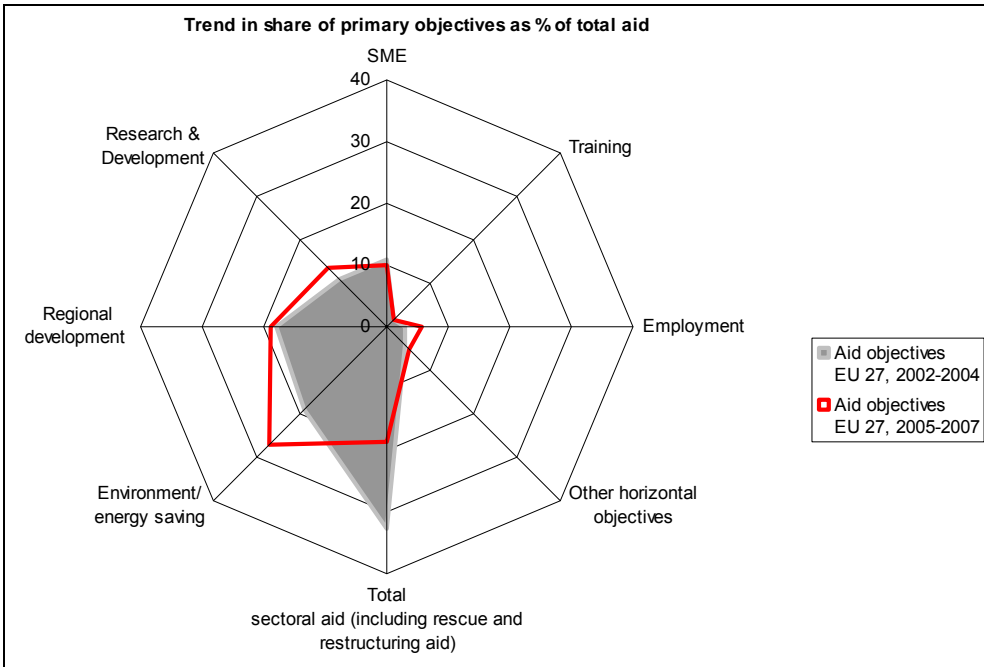 Trend in share of primary objectives as % of total aid
SME
40
30
20
10
0
Research &
Development
Training
Regional
development
Employment
Environment/
energy saving
Other horizontal
objectives
Total
sectoral aid (including rescue and
restructuring aid)
Aid objectives
EU 27, 2002-2004
Aid objectives
EU 27, 2005-2007